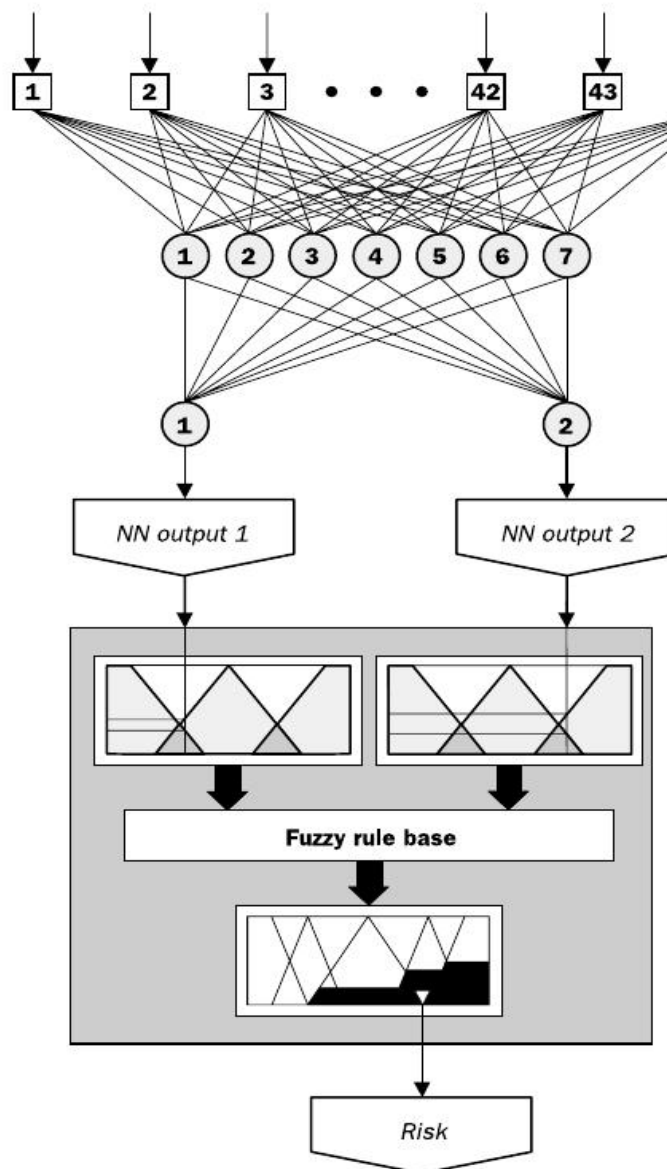 1 2 3 • • • 42 43
1 2 3 4 5 6 7
1 2
NN output 1 NN output 2
Fuzzy rule base
Risk